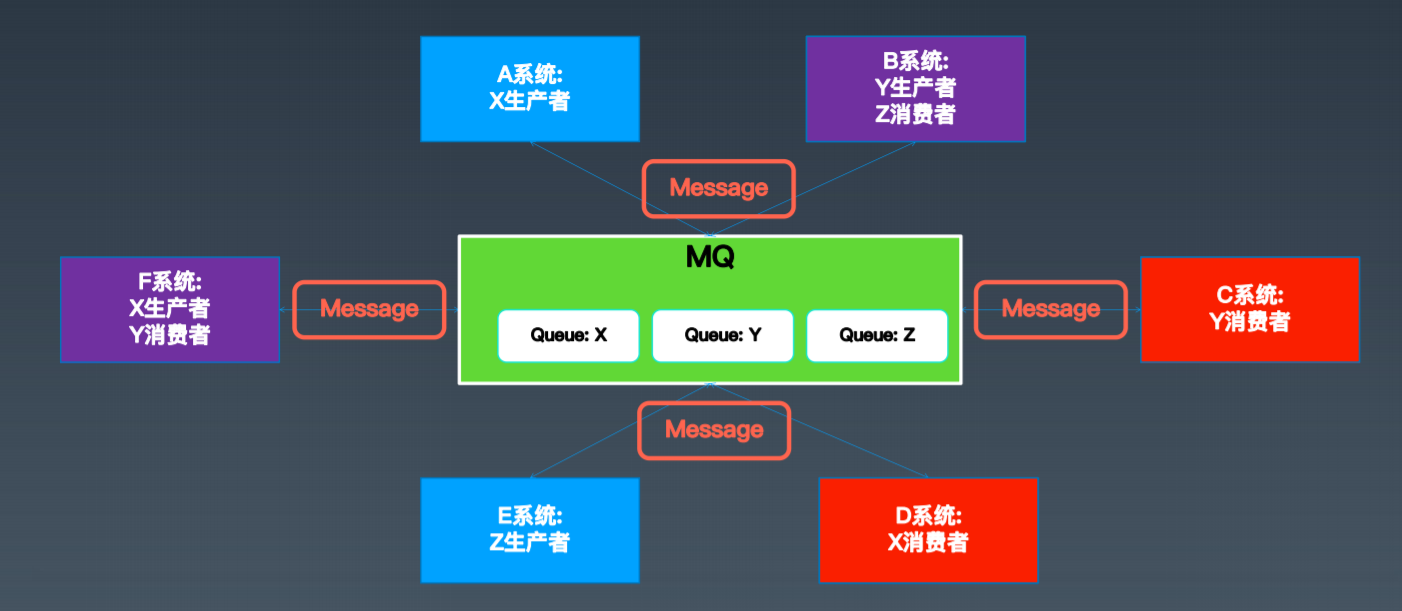 A系统:
X生产者
B系统:
Y生产者
Z消费者
Message
MQ
F系统:
X生产者
Y消费者
Message
Queue: X
Queue: Y
Queue: Z
Message
C系统:
Y消费者
Message
E系统:
Z生产者
D系统:
X消费者